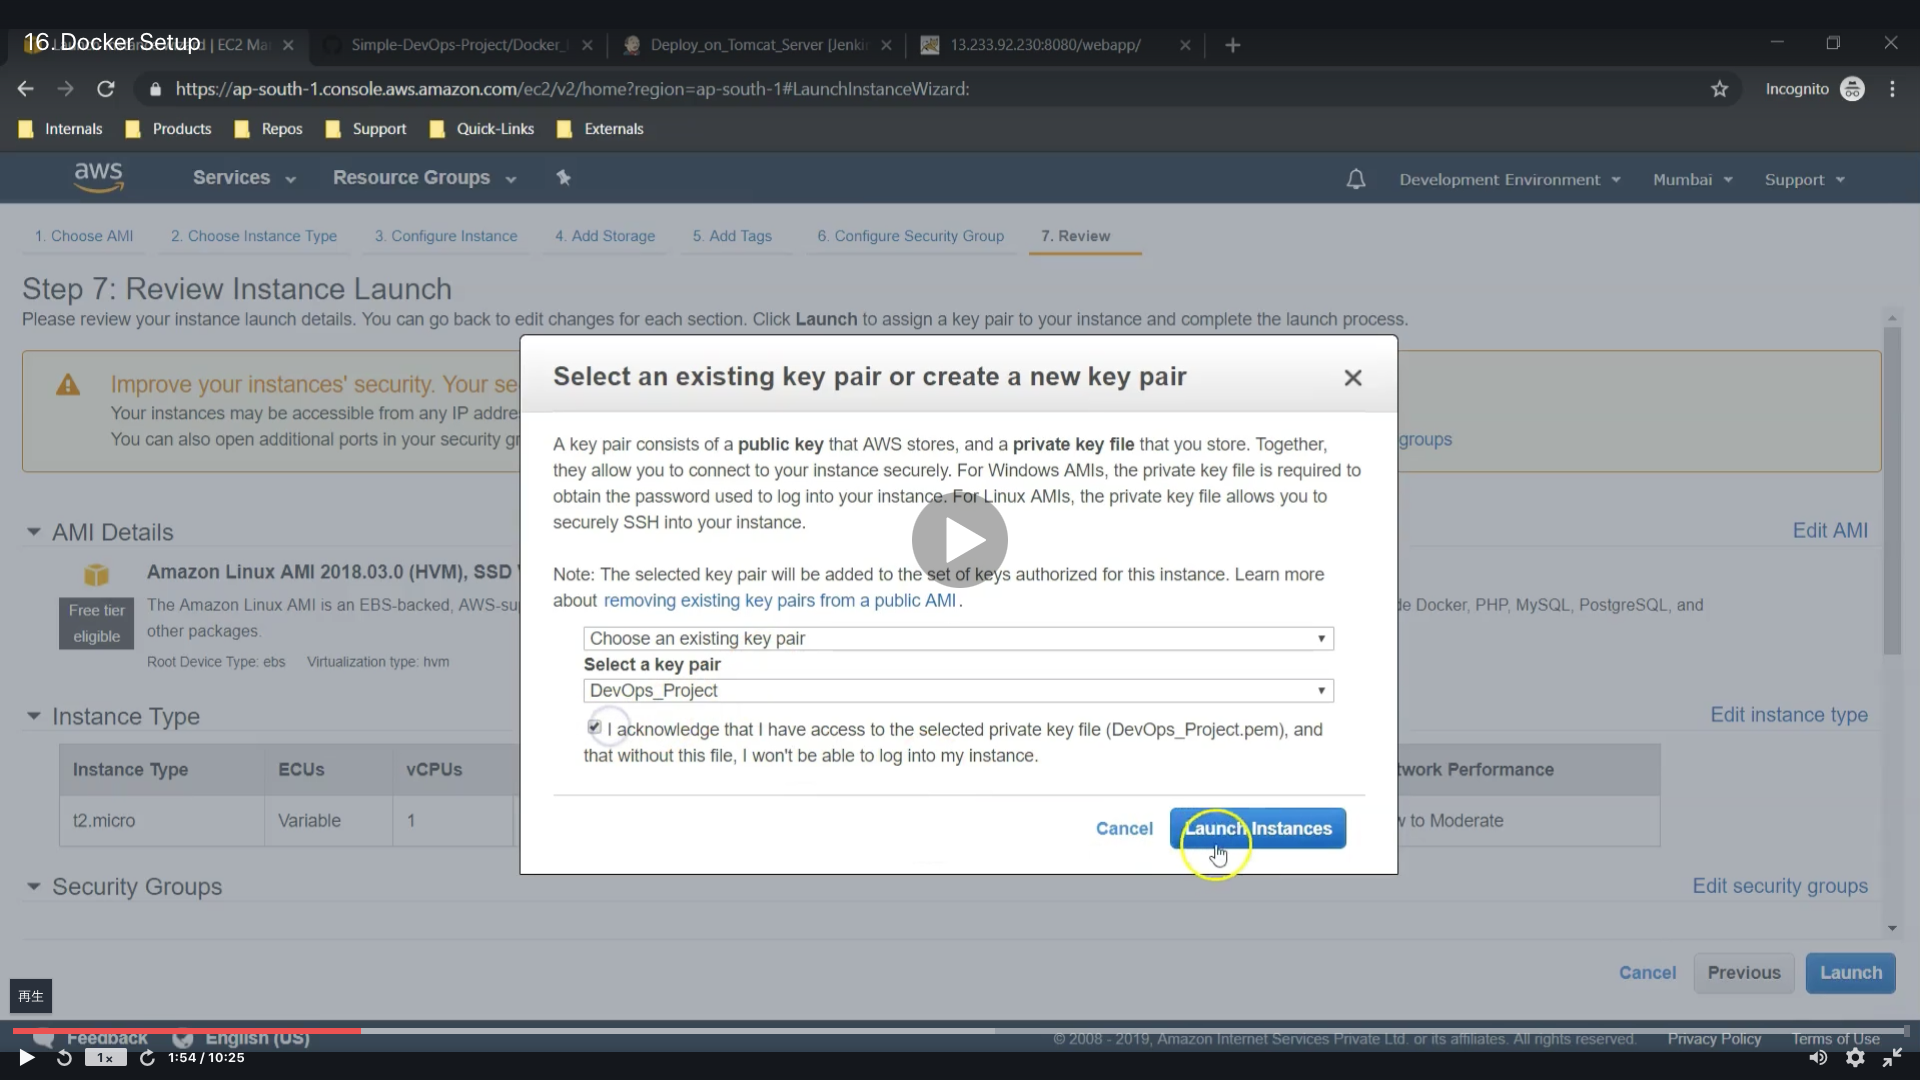 16. Docker Setup
Simple-DevOps-Project/Docker_
Deploy_on_Tomcat_Server [Jenki
13.233.92.230:8080/webapp/
https://ap-south-1.console.aws.amazon.com/ec2/v2/home?region=ap-south-1#LaunchInstanceWizard:
Incognito
Internals
Products
Repos
Support
Quick-Links
Externals
aws
Services
Resource Groups
Development Environment
Mumbai
Support
1. Choose AMI
2. Choose Instance Type
3. Configure Instance
4. Add Storage
5. Add Tags
6. Configure Security Group
7. Review
Step 7: Review Instance Launch
Please review your instance launch details. You can go back to edit changes for each section. Click Launch to assign a key pair to your instance and complete the launch process.
Improve your instances' security. Your se
Your instances may be accessible from any IP addre
You can also open additional ports in your security gr
groups
Select an existing key pair or create a new key pair
A key pair consists of a public key that AWS stores, and a private key file that you store. Together,
they allow you to connect to your instance securely. For Windows AMIs, the private key file is required to
obtain the password used to log into your instance. For Linux AMIs, the private key file allows you to
securely SSH into your instance.
Note: The selected key pair will be added to the set of keys authorized for this instance. Learn more
about removing existing key pairs from a public AMI.
Choose an existing key pair
Select a key pair
DevOps_Project
I acknowledge that I have access to the selected private key file (DevOps_Project.pem), and
that without this file, I won't be able to log into my instance.
Cancel
Launch Instances
AMI Details
Edit AMI
Amazon Linux AMI 2018.03.0 (HVM), SSD
Free tier
eligible
The Amazon Linux AMI is an EBS-backed, AWS-su
de Docker, PHP, MySQL, PostgreSQL, and
other packages.
Root Device Type: ebs
Virtualization type: hvm
Instance Type
Edit instance type
Instance Type
ECUs
vCPUs
twork Performance
t2.micro
Variable
1
w to Moderate
Security Groups
Edit security groups
Cancel
Previous
Launch
再生
Feedback
English (US)
© 2008 - 2019, Amazon Internet Services Private Ltd. or its affiliates. All rights reserved.
Privacy Policy
Terms of Use
1x
1:54 / 10:25